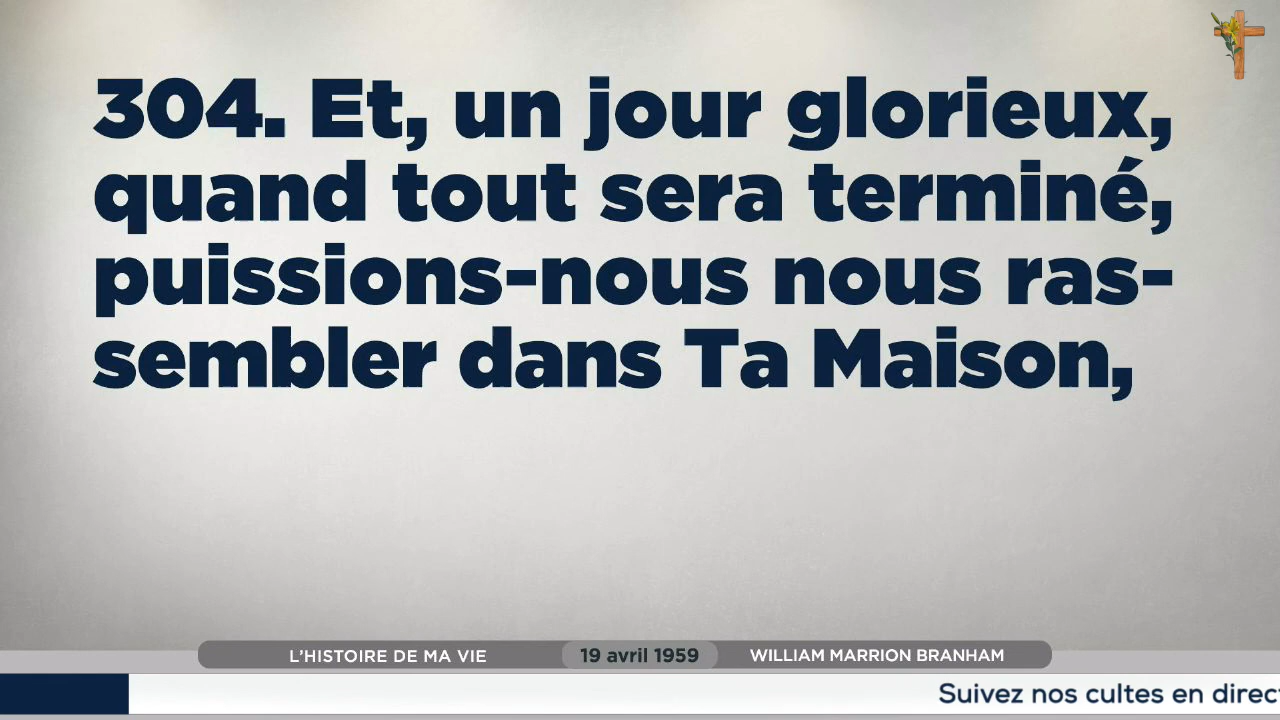 304. Et, un jour glorieux,
quand tout sera terminé,
puissions-nous nous ras-
sembler dans Ta Maison,
L'HISTOIRE DE MA VIE 19 avril 1959 WILLIAM MARRION BRANHAM
Suivez nos cultes en direc